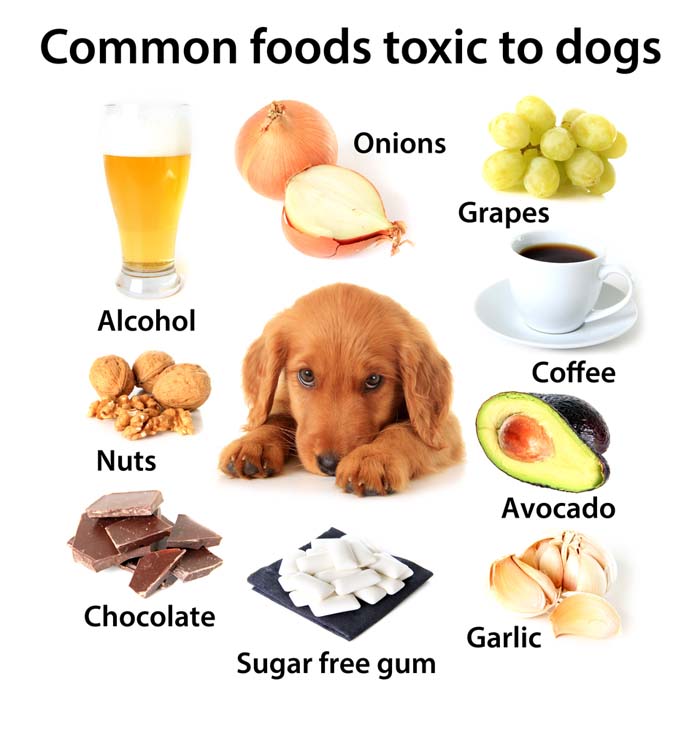 Common foods toxic to dogs
Onions
Grapes
Alcohol
Coffee
Nuts
Avocado
Chocolate
Garlic
Sugar free gum